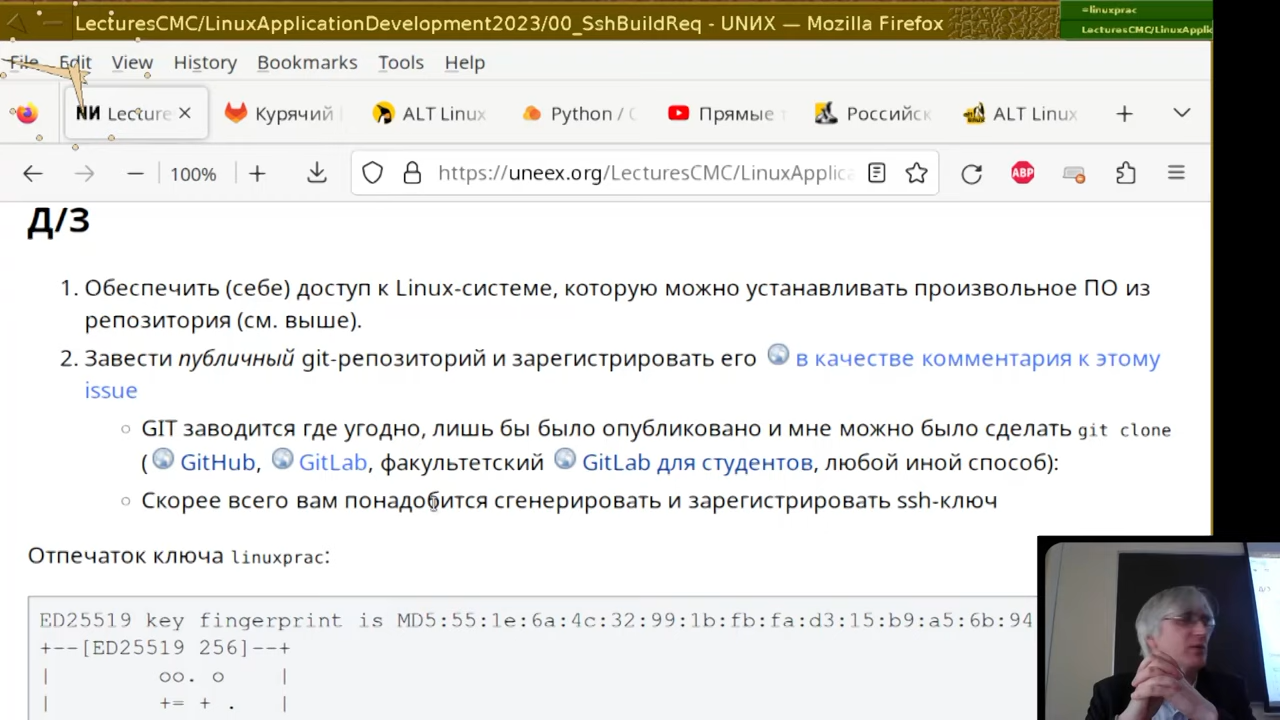 LecturesCMC/LinuxApplicationDevelopment2023/00_SshBuildReq - UNИX — Mozilla Firefox
=linuxprac
LecturesCMC/LinuxApplic
File Edit View History Bookmarks Tools Help
NИ Lecture
Курячий
ALT Linux
Python / C
Прямые т
Российск
ALT Linux
100%
https://uneex.org/LecturesCMC/LinuxApplica
ABP
Д/З
1. Обеспечить (себе) доступ к Linux-системе, которую можно устанавливать произвольное ПО из
репозитория (см. выше).
2. Завести публичный git-репозиторий и зарегистрировать его в качестве комментария к этому
issue
GIT заводится где угодно, лишь бы было опубликовано и мне можно было сделать git clone
( GitHub, GitLab, факультетский GitLab для студентов, любой иной способ):
Скорее всего вам понадобится сгенерировать и зарегистрировать ssh-ключ
Отпечаток ключа linuxprac:
ED25519 key fingerprint is MD5:55:1e:6a:4c:32:99:1b:fb:fa:d3:15:b9:a5:6b:94
+--[ED25519 256]--+
| oo. o |
| += + . |